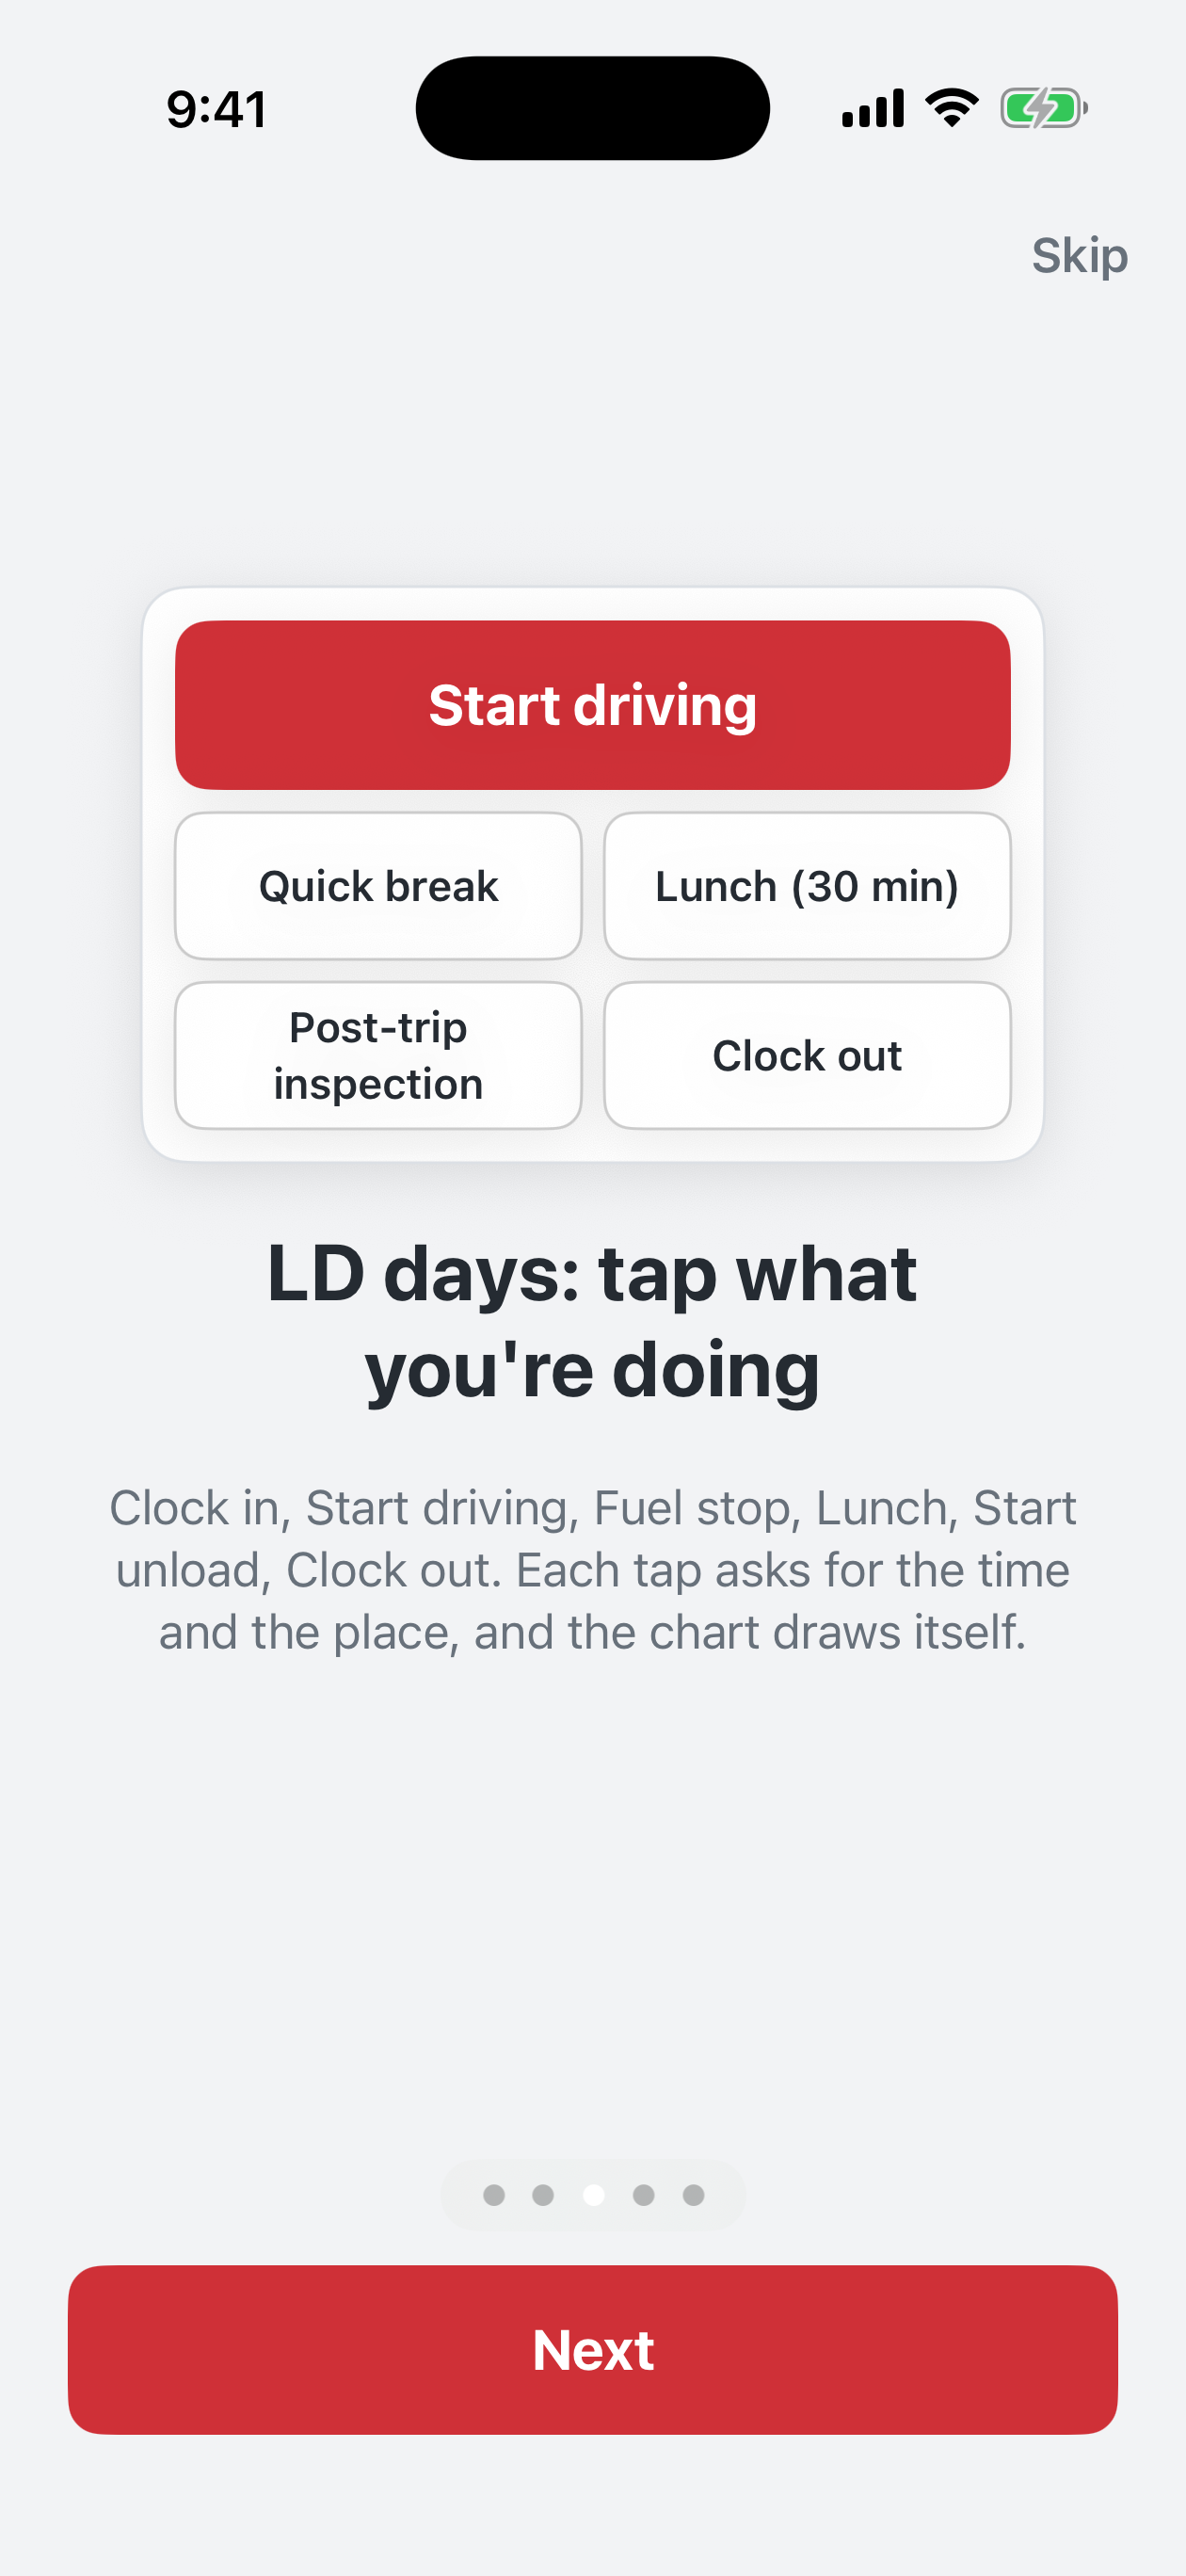 9:41
Skip
Start driving
Quick break
Lunch (30 min)
Post-trip
inspection
Clock out
LD days: tap what
you're doing
Clock in, Start driving, Fuel stop, Lunch, Start
unload, Clock out. Each tap asks for the time
and the place, and the chart draws itself.
Next